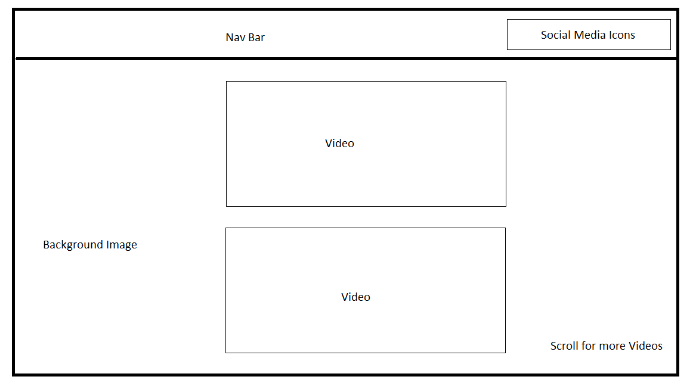 Nav Bar
Social Media Icons
Video
Background Image
Video
Scroll for more Videos